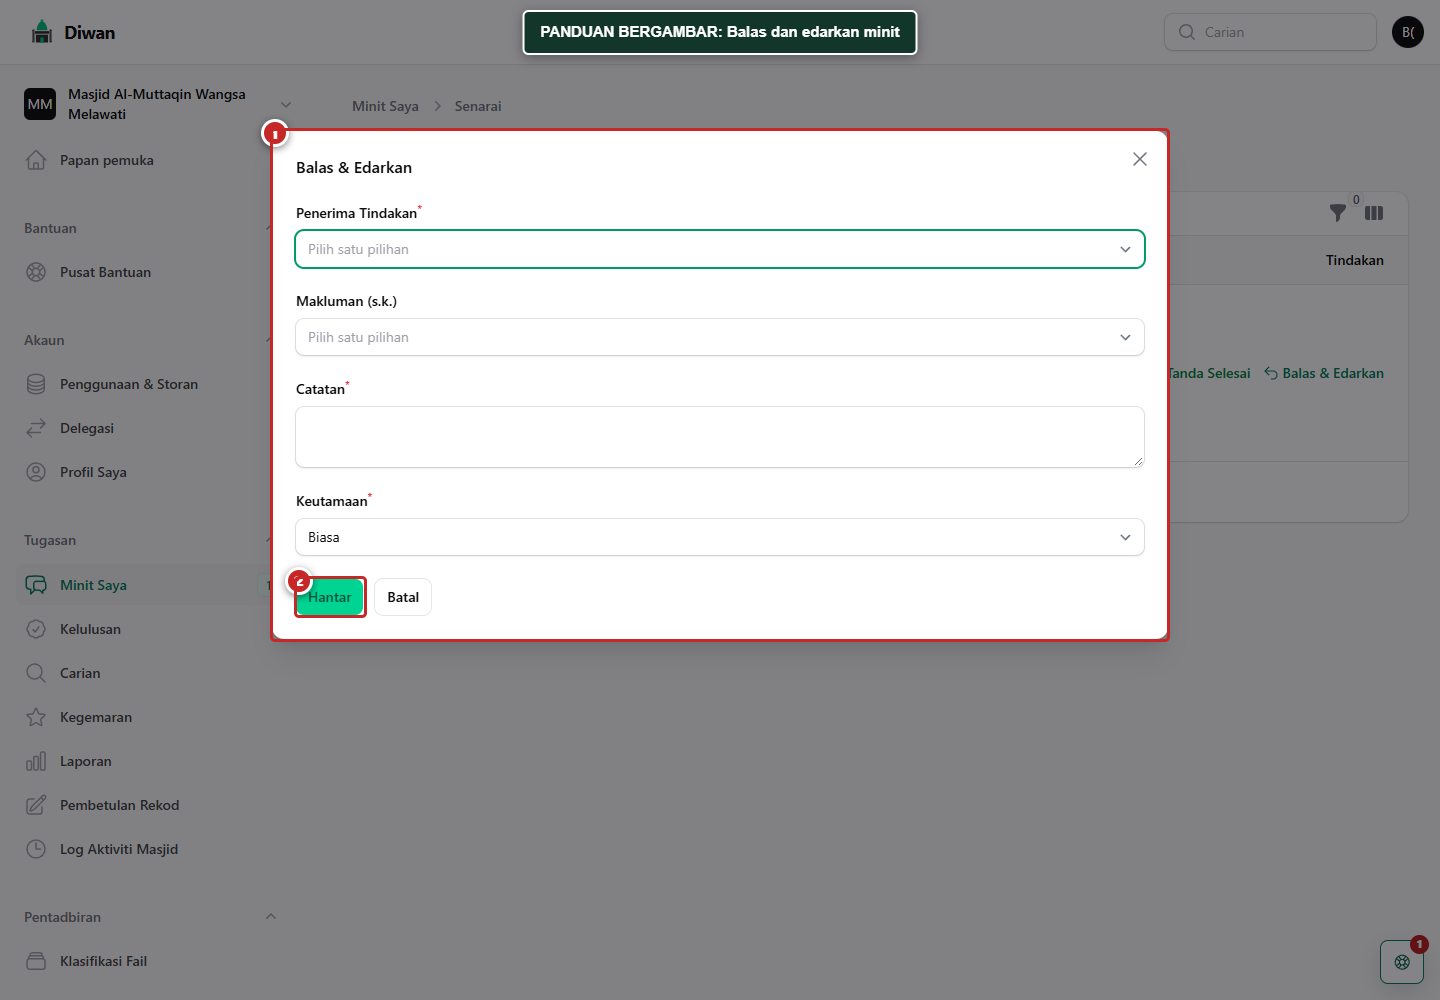 Diwan
PANDUAN BERGAMBAR: Balas dan edarkan minit
Carian
B(
MM
Masjid Al-Muttaqin Wangsa
Melawati
Minit Saya
Senarai
1
Papan pemuka
Balas & Edarkan
Penerima Tindakan*
Pilih satu pilihan
0
Bantuan
Pusat Bantuan
Tindakan
Makluman (s.k.)
Pilih satu pilihan
Akaun
Penggunaan & Storan
Catatan*
Tanda Selesai
Balas & Edarkan
Delegasi
Profil Saya
Keutamaan*
Biasa
Tugasan
Minit Saya
1
2
Hantar
Batal
Kelulusan
Carian
Kegemaran
Laporan
Pembetulan Rekod
Log Aktiviti Masjid
Pentadbiran
Klasifikasi Fail
1